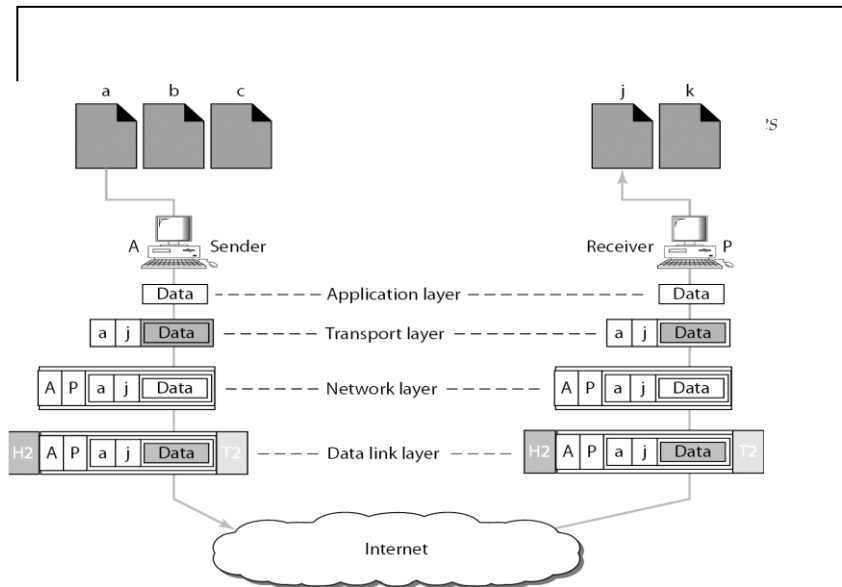 a b c j k
A Sender Receiver P
Data Application layer Data
a j Data Transport layer a j Data
A P a j Data Network layer A P a j Data
H2 A P a j Data T2 Data link layer H2 A P a j Data T2
Internet